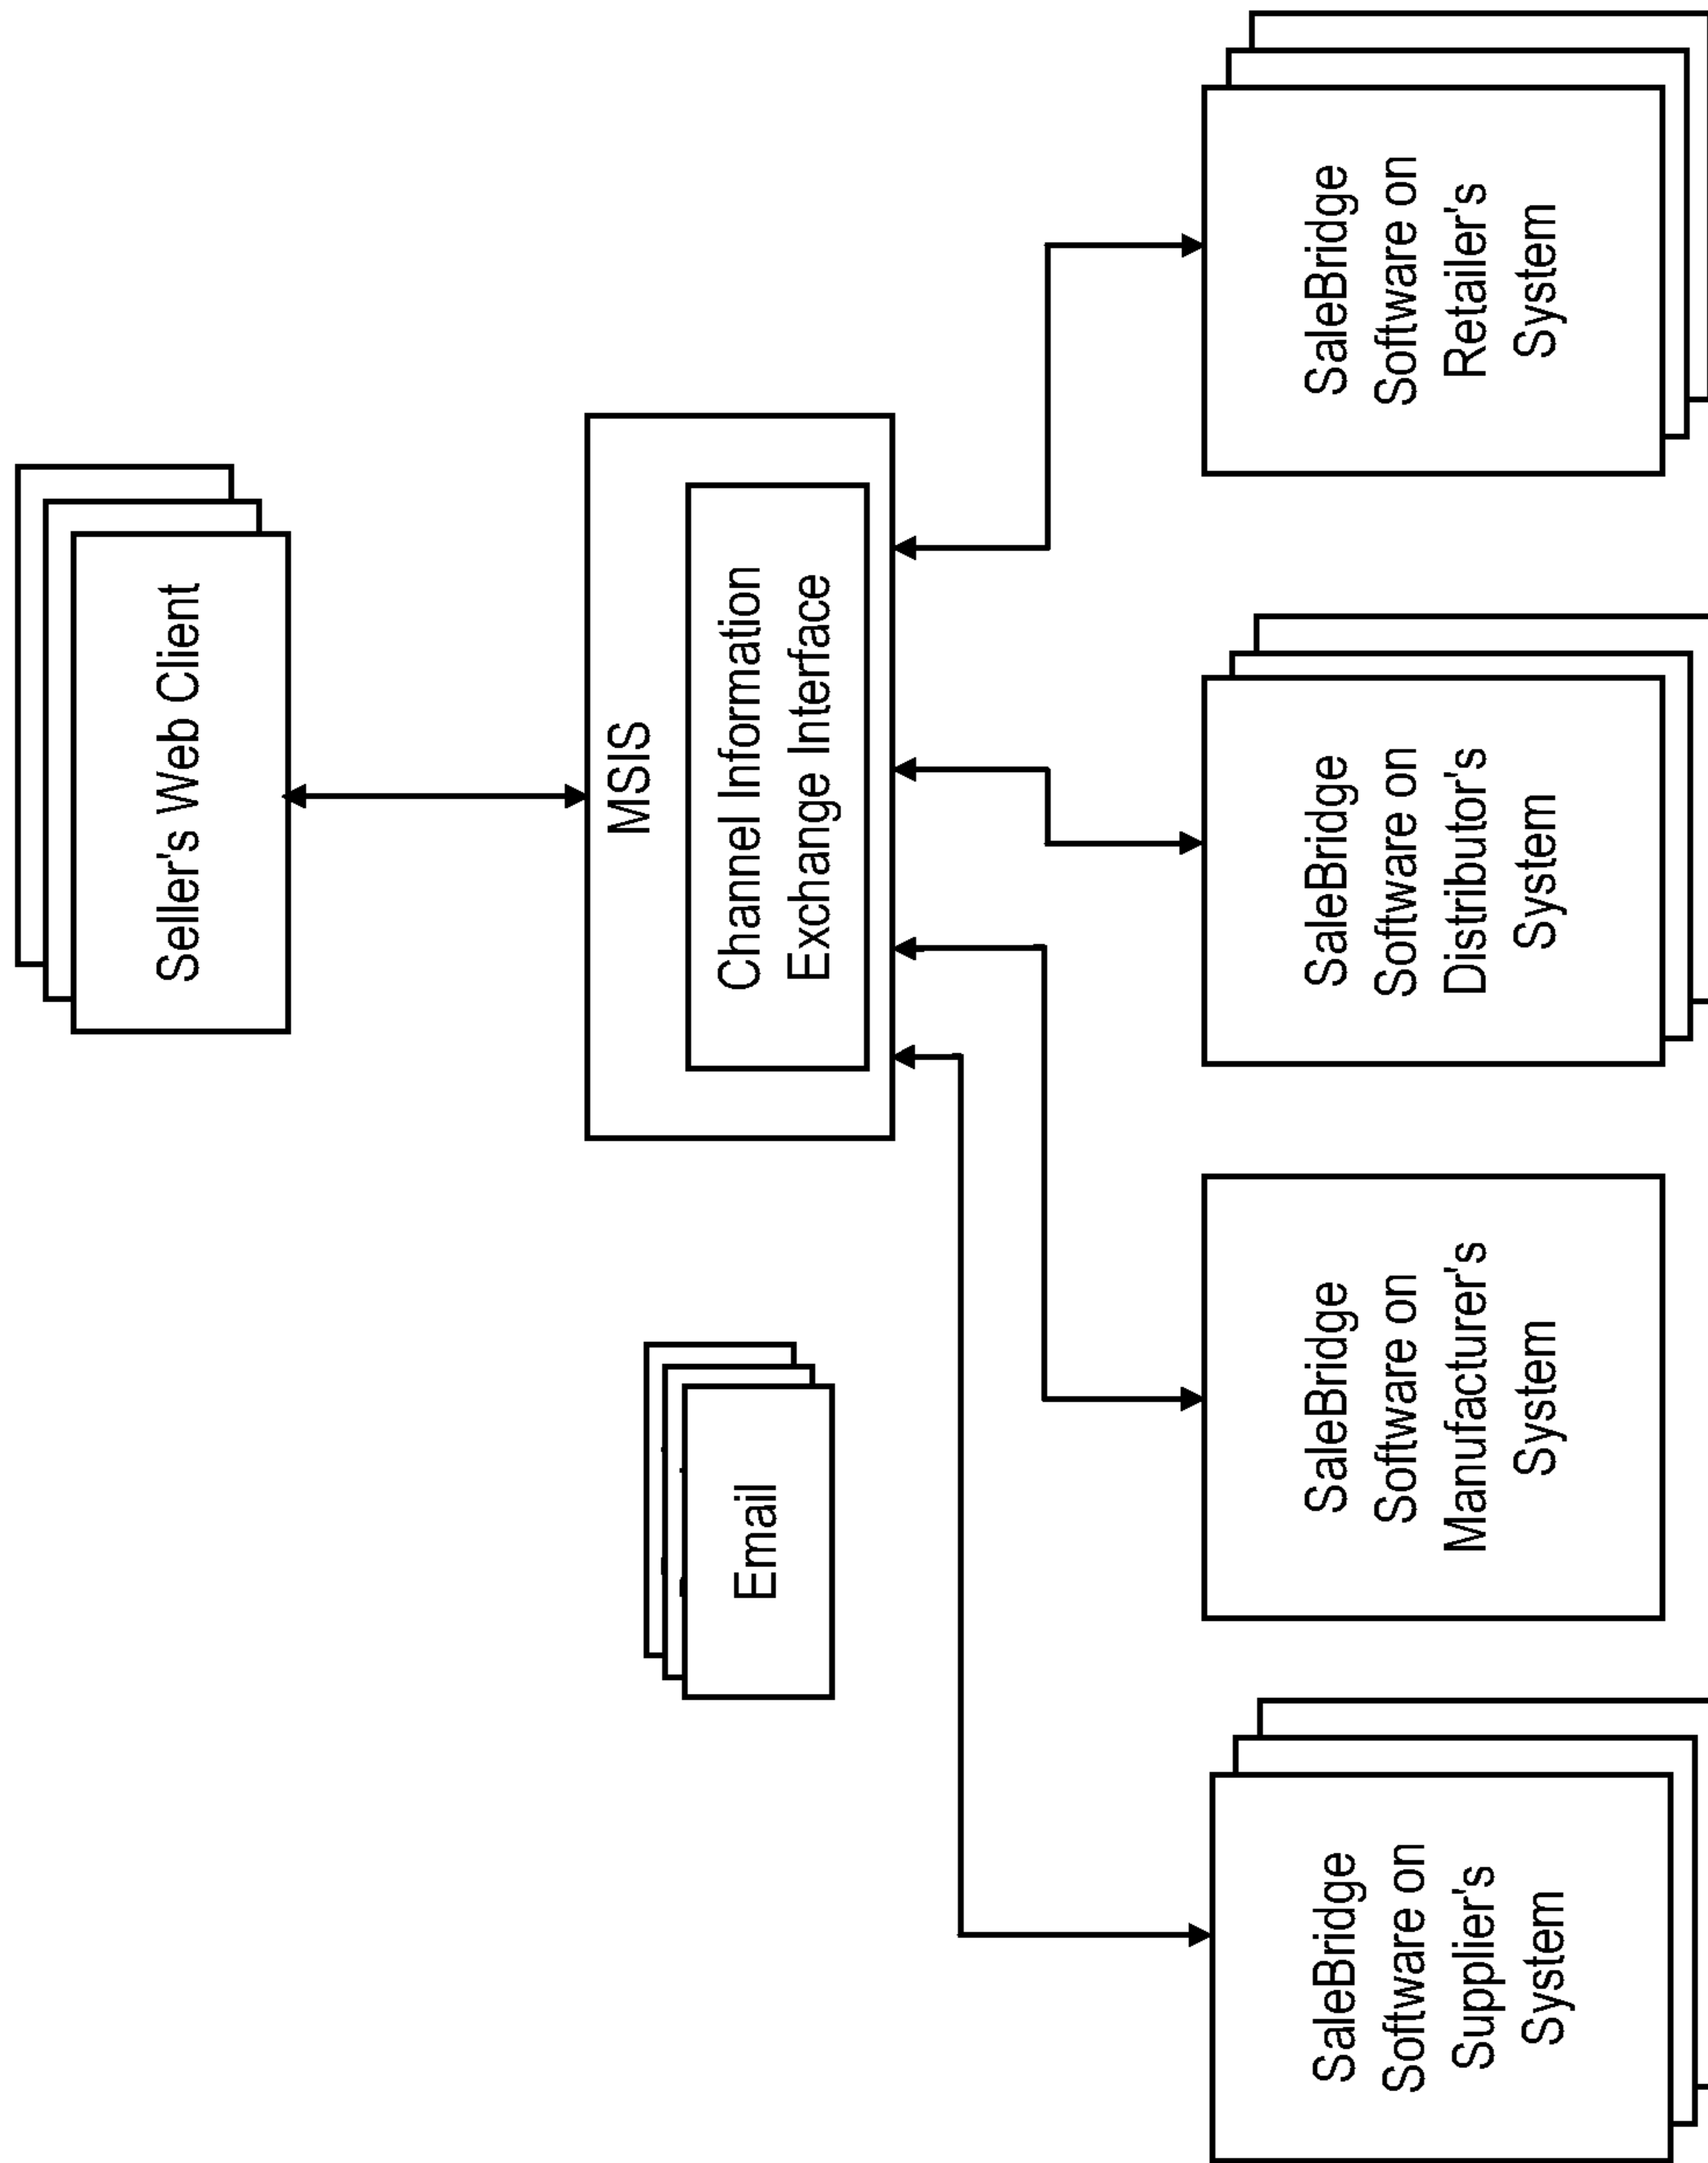 Seller's Web Client
MSIS
Channel Information
Exchange Interface
Email
SaleBridge
Software on
Supplier's
System
SaleBridge
Software on
Manufacturer's
System
SaleBridge
Software on
Distributor's
System
SaleBridge
Software on
Retailer's
System